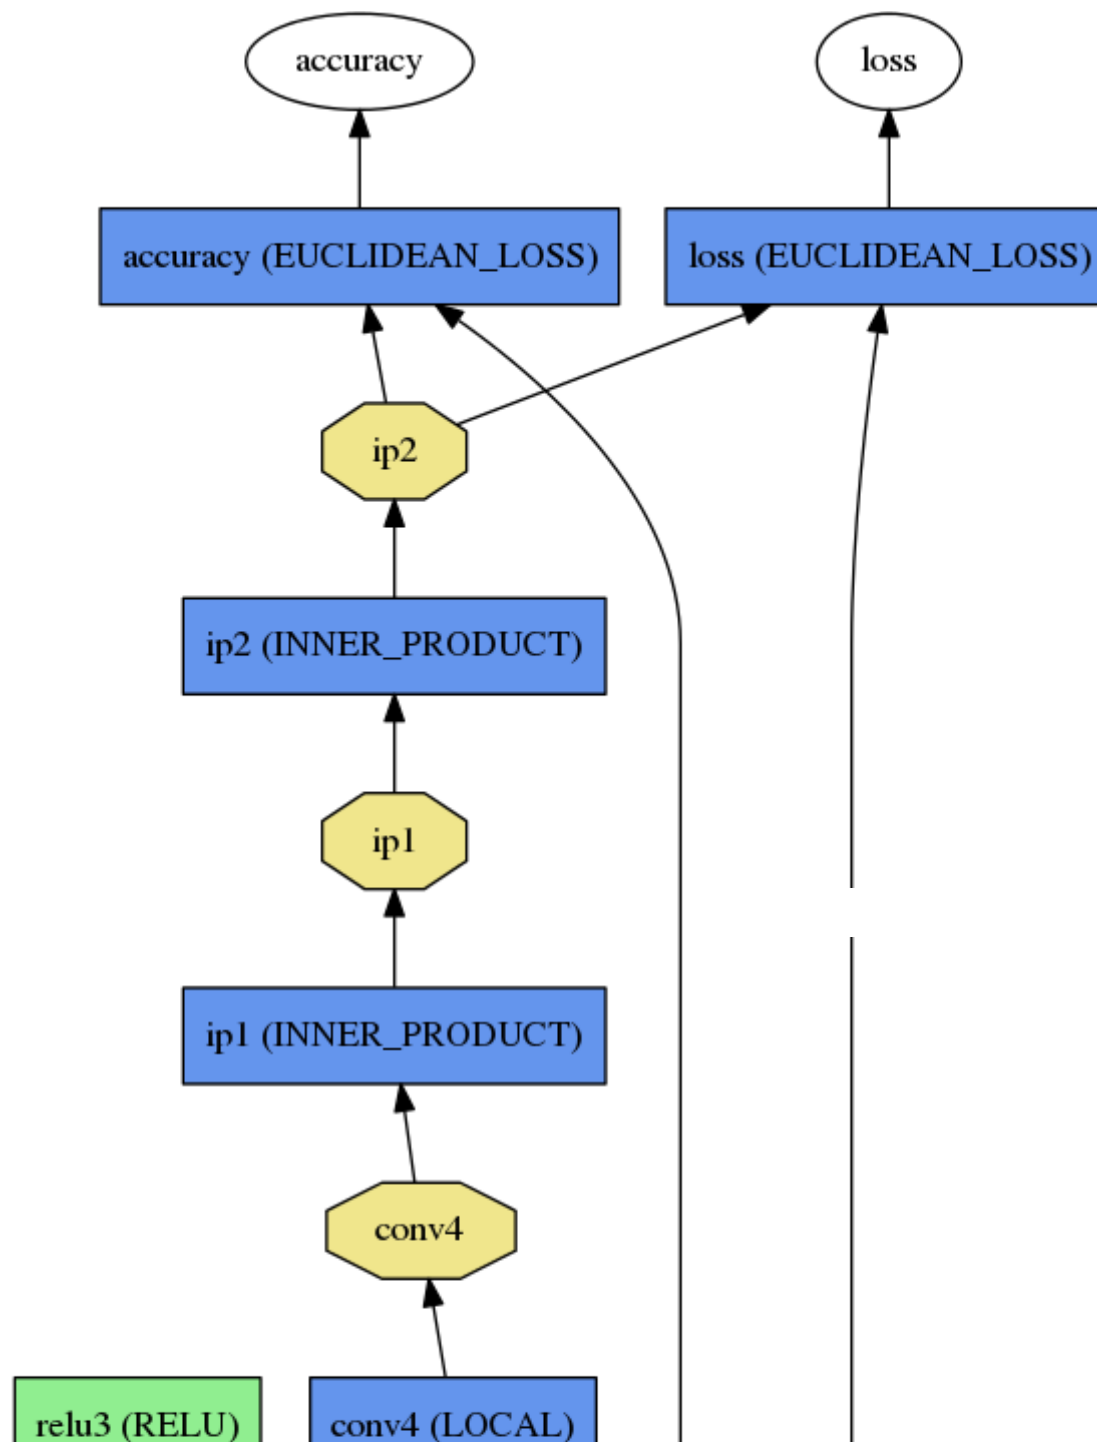 accuracy
loss
accuracy (EUCLIDEAN_LOSS)
loss (EUCLIDEAN_LOSS)
ip2
ip2 (INNER_PRODUCT)
ip1
ip1 (INNER_PRODUCT)
conv4
relu3 (RELU)
conv4 (LOCAL)